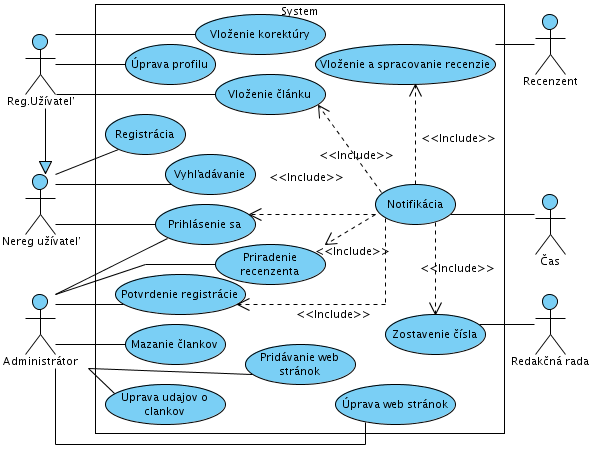 System
Vloženie korektúry
Úprava profilu
Vloženie a spracovanie recenzie
Reg.Užívateľ
Recenzent
Vloženie článku
Registrácia
<<Include>>
<<Include>>
Vyhľadávanie
<<Include>>
Notifikácia
Nereg užívateľ
Prihlásenie sa
<<Include>>
Čas
Priradenie
recenzenta
<<Include>>
Potvrdenie registrácie
<<Include>>
Zostavenie čísla
Mazanie člankov
Administrátor
Redakčná rada
Pridávanie web
stránok
Úprava udajov o
clankov
Úprava web stránok